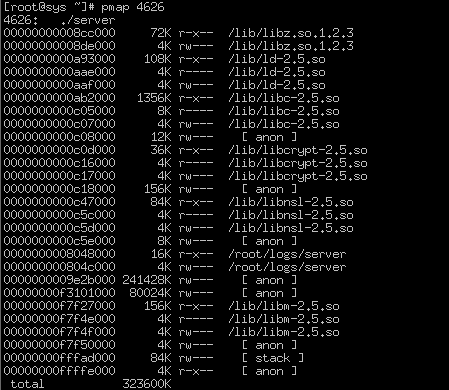 [root@sys ~]# pmap 4626
4626:   ./server
00000000008cc000     72K r-x--  /lib/libz.so.1.2.3
00000000008de000      4K rw---  /lib/libz.so.1.2.3
0000000000a93000    108K r-x--  /lib/ld-2.5.so
0000000000aae000      4K r----  /lib/ld-2.5.so
0000000000aaf000      4K rw---  /lib/ld-2.5.so
0000000000ab2000   1356K r-x--  /lib/libc-2.5.so
0000000000c05000      8K r----  /lib/libc-2.5.so
0000000000c07000      4K rw---  /lib/libc-2.5.so
0000000000c08000     12K rw---    [ anon ]
0000000000c0d000     36K r-x--  /lib/libcrypt-2.5.so
0000000000c16000      4K r----  /lib/libcrypt-2.5.so
0000000000c17000      4K rw---  /lib/libcrypt-2.5.so
0000000000c18000    156K rw---    [ anon ]
0000000000c47000     84K r-x--  /lib/libnsl-2.5.so
0000000000c5c000      4K r----  /lib/libnsl-2.5.so
0000000000c5d000      4K rw---  /lib/libnsl-2.5.so
0000000000c5e000      8K rw---    [ anon ]
0000000008048000     16K r-x--  /root/logs/server
000000000804c000      4K rw---  /root/logs/server
0000000009e2b000 241428K rw---    [ anon ]
00000000f3101000  80024K rw---    [ anon ]
00000000f7f27000    156K r-x--  /lib/libm-2.5.so
00000000f7f4e000      4K r----  /lib/libm-2.5.so
00000000f7f4f000      4K rw---  /lib/libm-2.5.so
00000000f7f50000      4K rw---    [ anon ]
00000000fffad000     84K rw---    [ stack ]
00000000ffffe000      4K r-x--    [ anon ]
 total           323600K